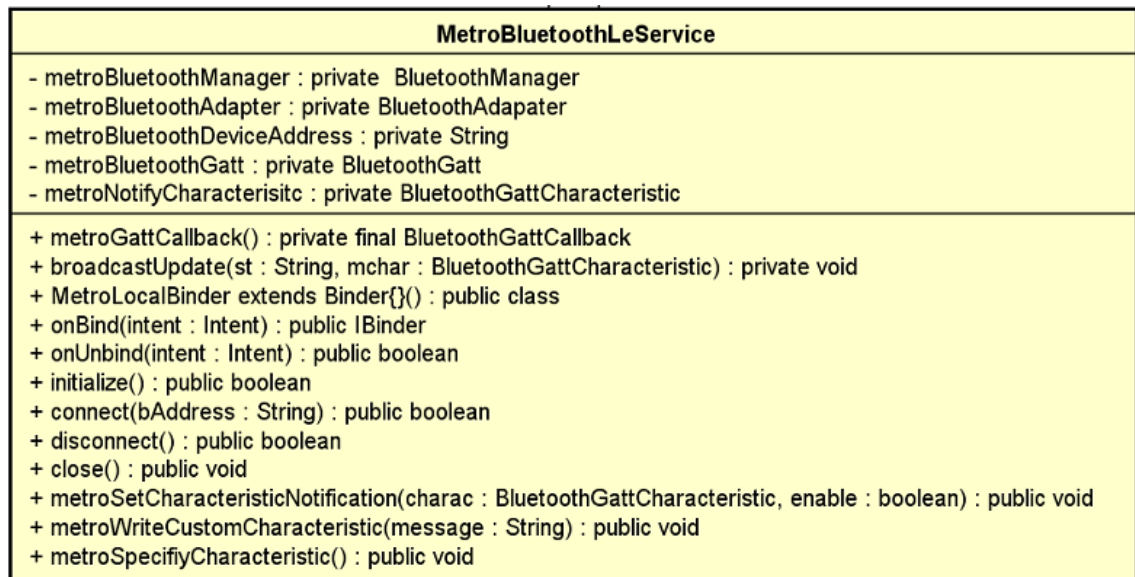 MetroBluetoothLeService
- metroBluetoothManager : private  BluetoothManager
- metroBluetoothAdapter : private BluetoothAdapater
- metroBluetoothDeviceAddress : private String
- metroBluetoothGatt : private BluetoothGatt
- metroNotifyCharacterisitc : private BluetoothGattCharacteristic
+ metroGattCallback() : private final BluetoothGattCallback
+ broadcastUpdate(st : String, mchar : BluetoothGattCharacteristic) : private void
+ MetroLocalBinder extends Binder{}() : public class
+ onBind(intent : Intent) : public IBinder
+ onUnbind(intent : Intent) : public boolean
+ initialize() : public boolean
+ connect(bAddress : String) : public boolean
+ disconnect() : public boolean
+ close() : public void
+ metroSetCharacteristicNotification(charac : BluetoothGattCharacteristic, enable : boolean) : public void
+ metroWriteCustomCharacteristic(message : String) : public void
+ metroSpecifiyCharacteristic() : public void